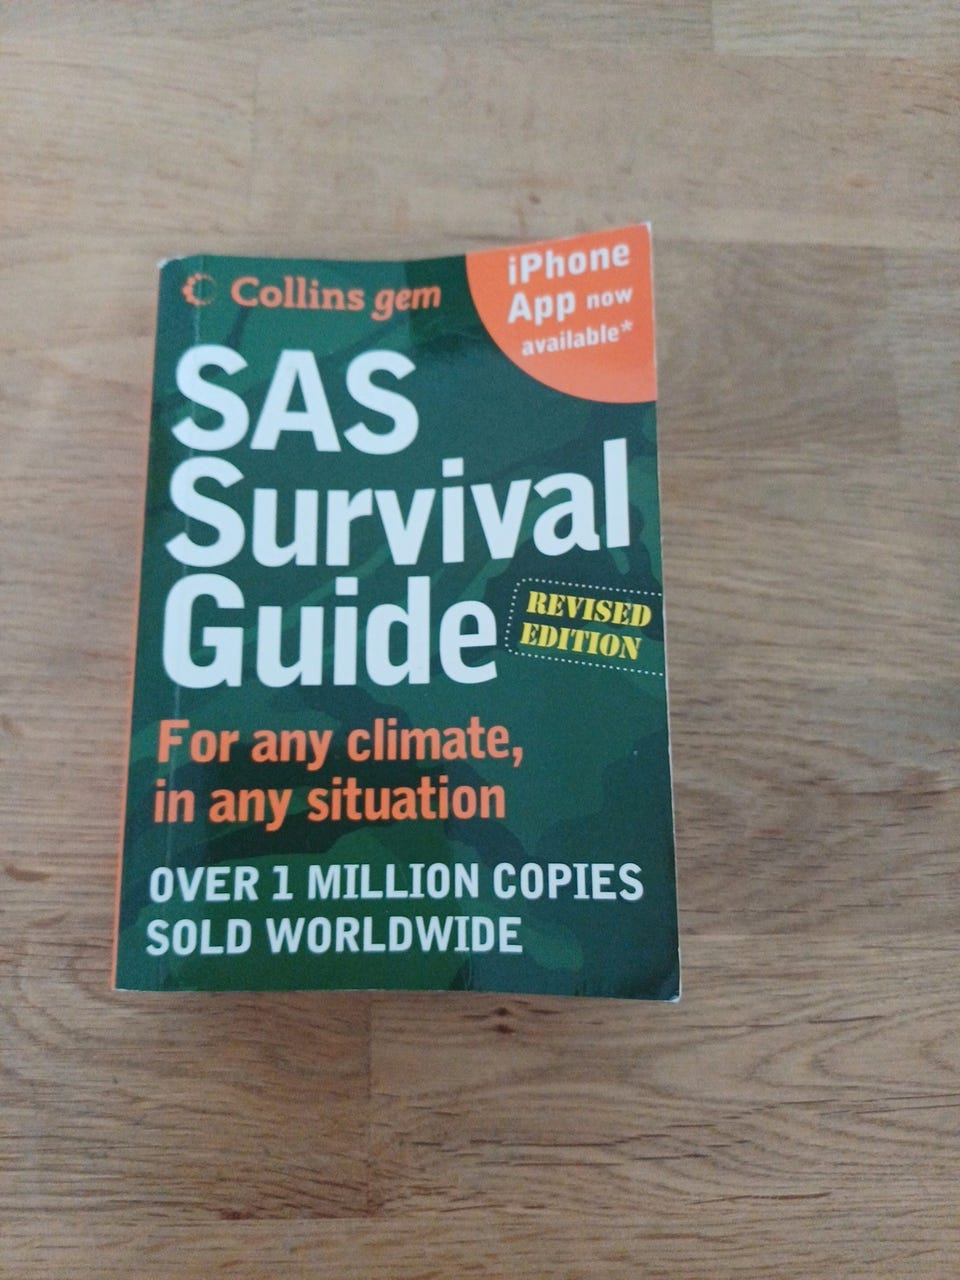 Collins gem
iPhone
App now
available*
SAS
Survival
Guide
REVISED
EDITION
For any climate,
in any situation
OVER 1 MILLION COPIES
SOLD WORLDWIDE